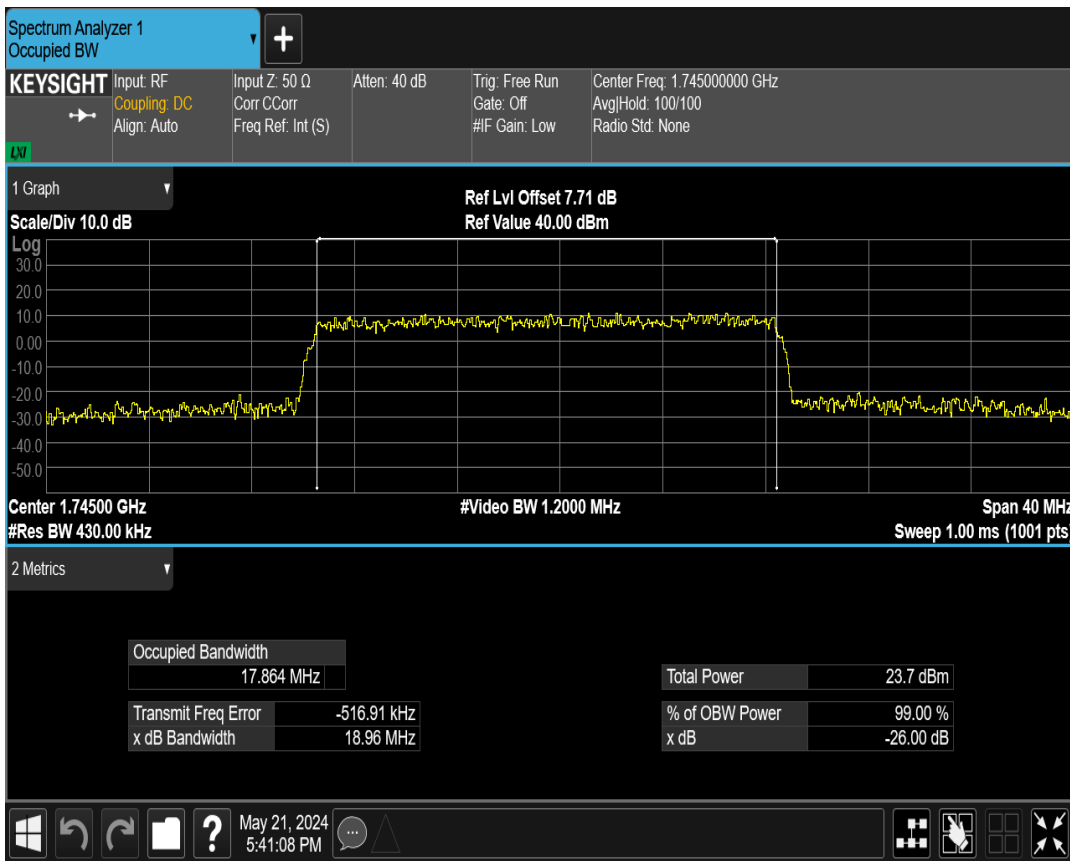 Spectrum Analyzer 1
Occupied BW
KEYSIGHT
LXI
Input: RF
Coupling: DC
Align: Auto
Input Z: 50 Ω
Corr CCorr
Freq Ref: Int (S)
Atten: 40 dB
Trig: Free Run
Gate: Off
#IF Gain: Low
Center Freq: 1.745000000 GHz
Avg|Hold: 100/100
Radio Std: None
1 Graph
Ref Lvl Offset 7.71 dB
Scale/Div 10.0 dB
Ref Value 40.00 dBm
Log
30.0
20.0
10.0
0.00
-10.0
-20.0
-30.0
-40.0
-50.0
Center 1.74500 GHz
#Video BW 1.2000 MHz
Span 40 MHz
#Res BW 430.00 kHz
Sweep 1.00 ms (1001 pts)
2 Metrics
Occupied Bandwidth
17.864 MHz
Total Power 23.7 dBm
Transmit Freq Error -516.91 kHz
% of OBW Power 99.00 %
x dB Bandwidth 18.96 MHz
x dB -26.00 dB
?
May 21, 2024
5:41:08 PM